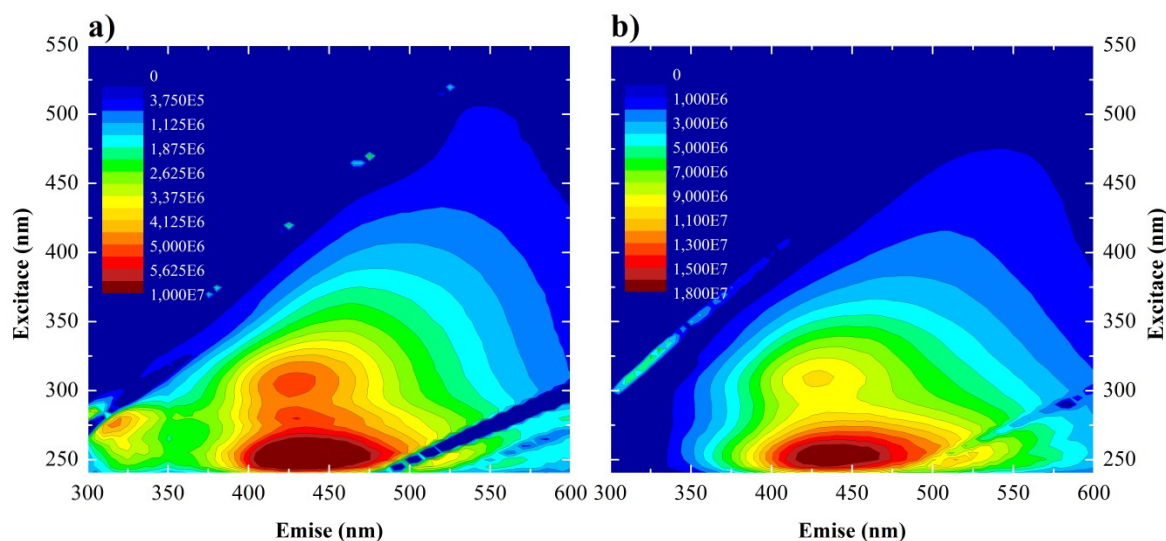 a)
550
500
450
400
350
300
250
Excitace (nm)
0
3,750E5
1,125E6
1,875E6
2,625E6
3,375E6
4,125E6
5,000E6
5,625E6
1,000E7
300 350 400 450 500 550 600
Emise (nm)
b)
0
1,000E6
3,000E6
5,000E6
7,000E6
9,000E6
1,100E7
1,300E7
1,500E7
1,800E7
300 350 400 450 500 550 600
Emise (nm)
550
500
450
400
350
300
250
Excitace (nm)